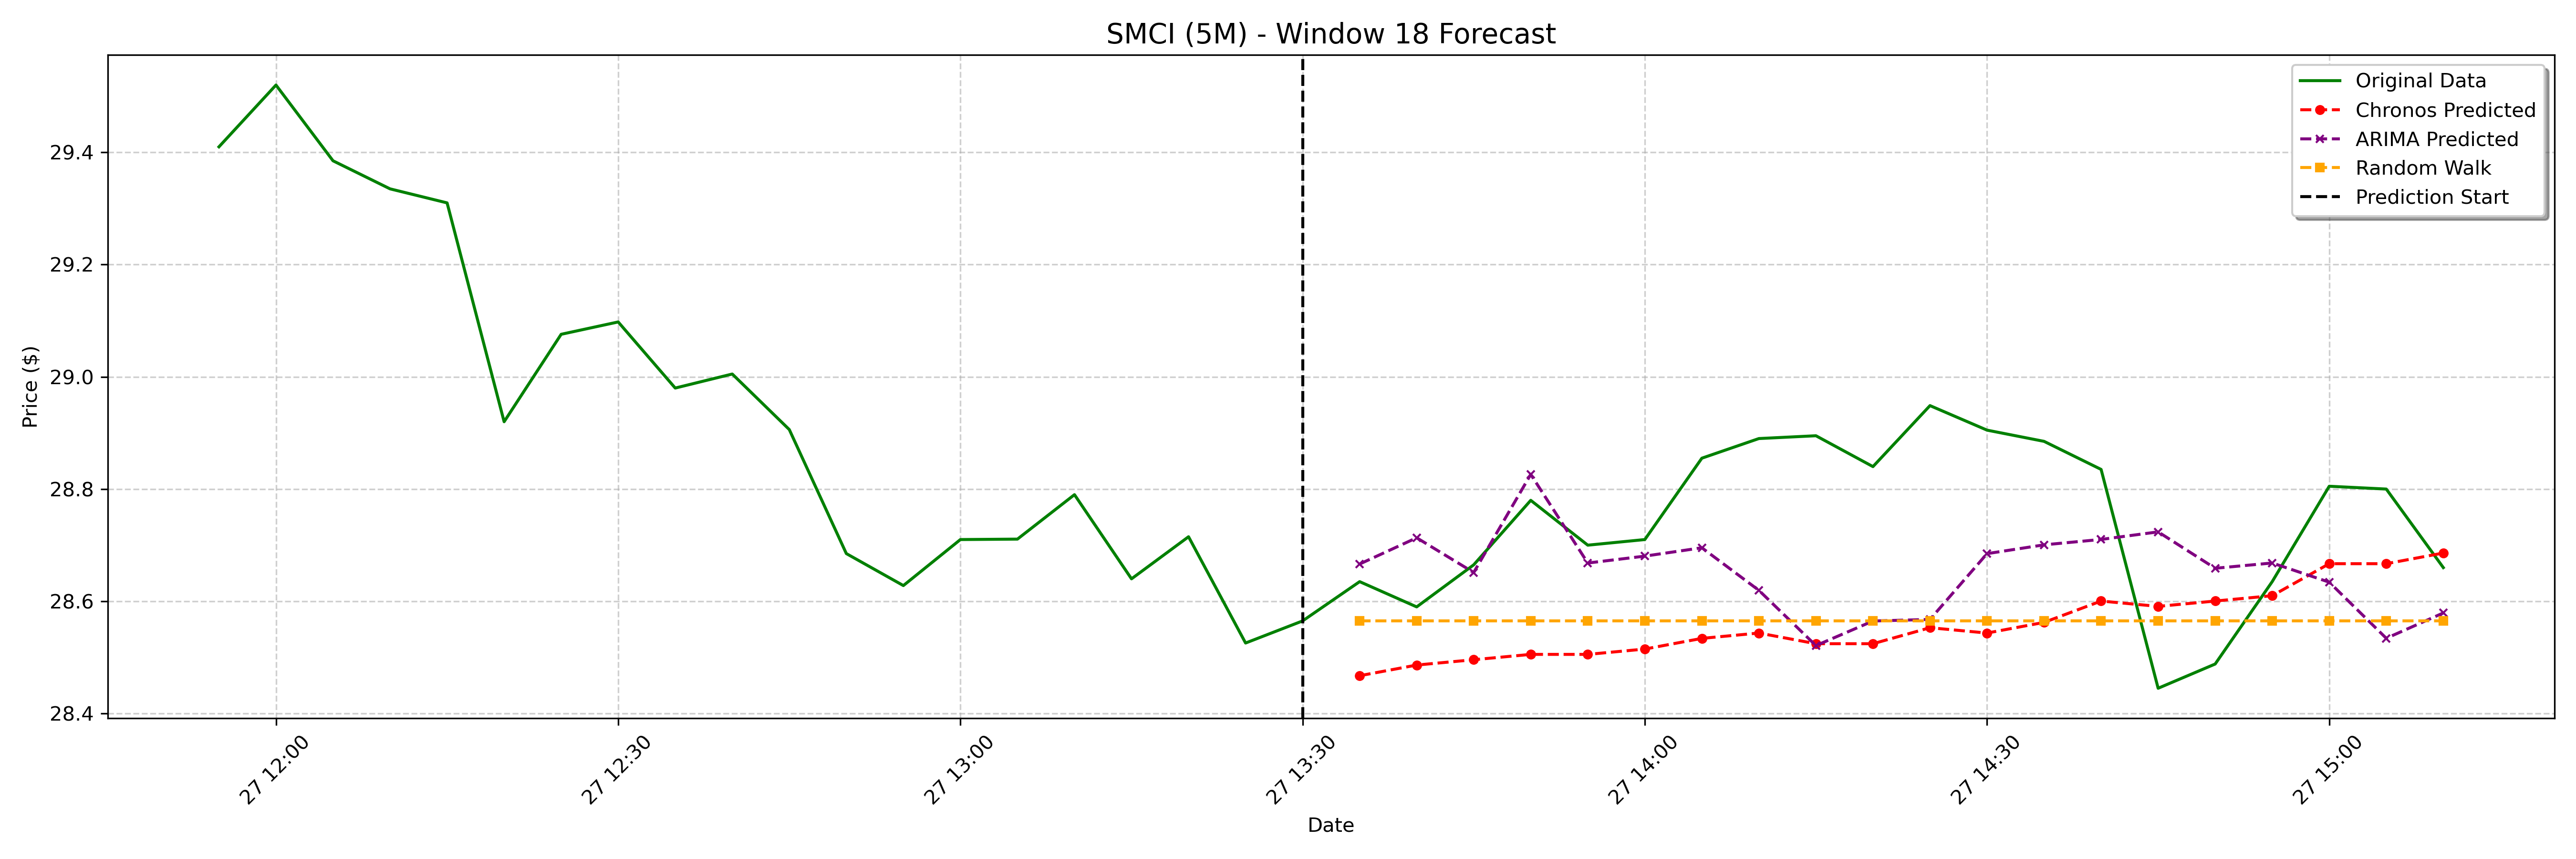 SMCI (5M) - Window 18 Forecast
Original Data
Chronos Predicted
ARIMA Predicted
Random Walk
Prediction Start
Price ($)
29.4
29.2
29.0
28.8
28.6
28.4
27 12:00
27 12:30
27 13:00
27 13:30
27 14:00
27 14:30
27 15:00
Date